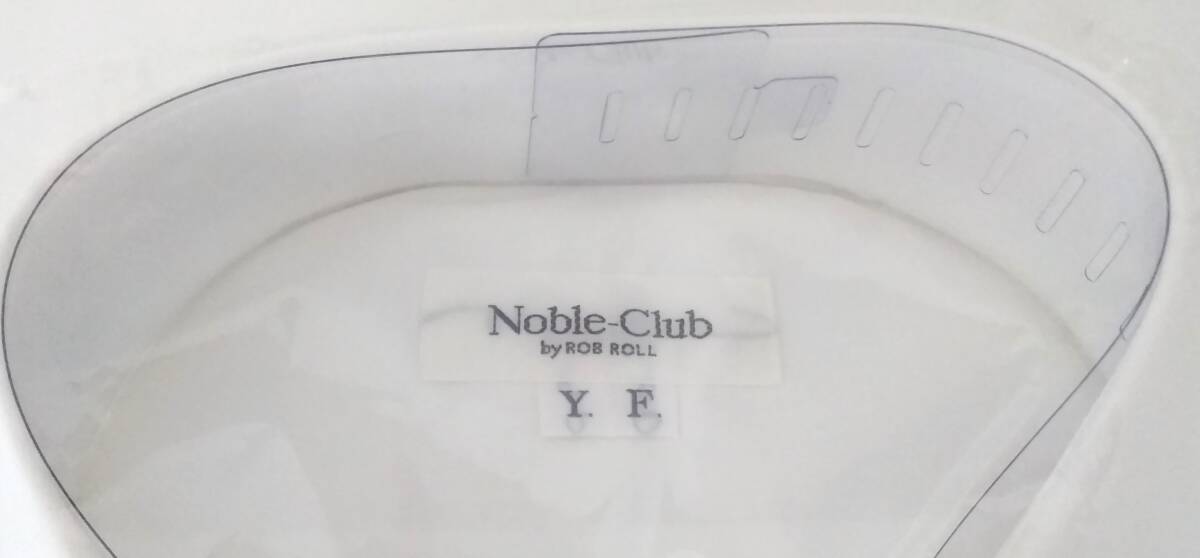 Noble-Club
by ROB ROLL
Y. F.